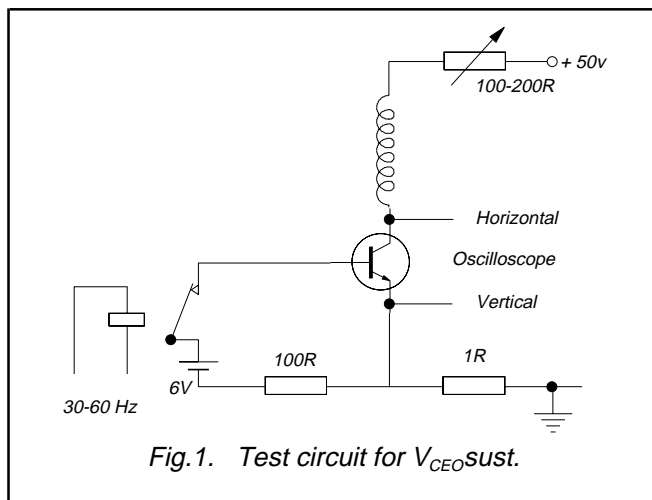 + 50v
100-200R
Horizontal
Oscilloscope
Vertical
100R
1R
6V
30-60 Hz
Fig.1. Test circuit for VCEOsust.